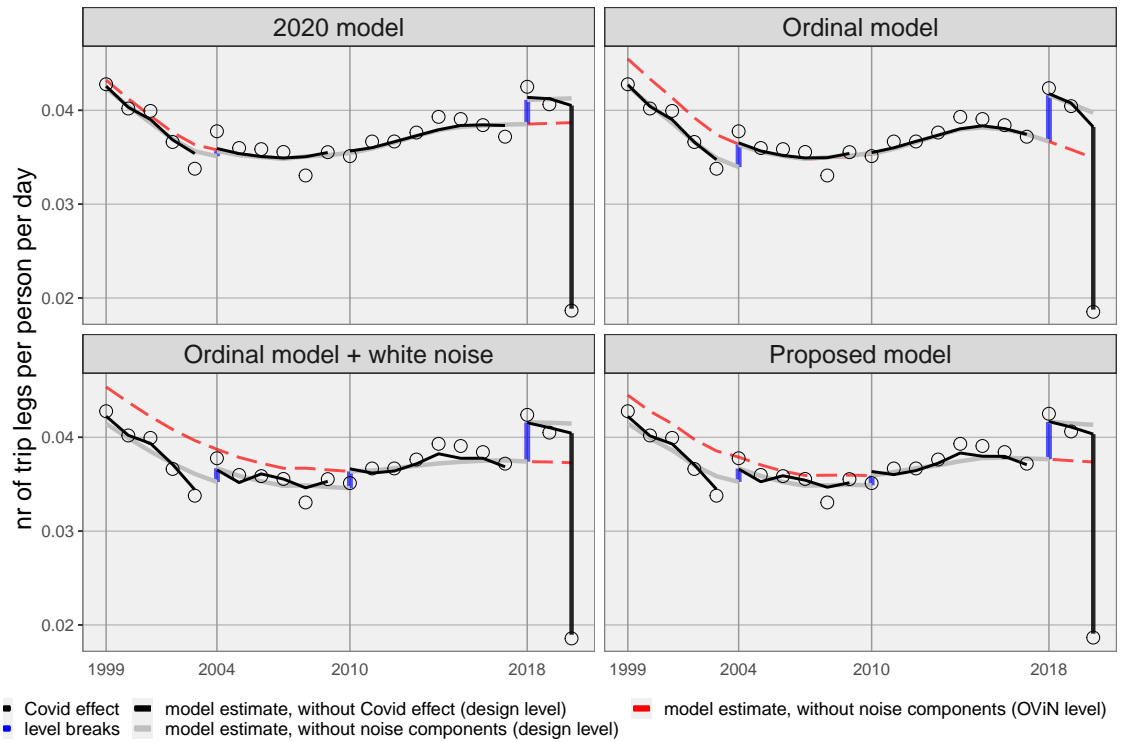 2020 model
Ordinal model
0.04
0.03
0.02
nr of trip legs per person per day
Ordinal model + white noise
Proposed model
0.04
0.03
0.02
1999 2004 2010 2018 1999 2004 2010 2018
Covid effect model estimate, without Covid effect (design level) model estimate, without noise components (OViN level)
level breaks model estimate, without noise components (design level)